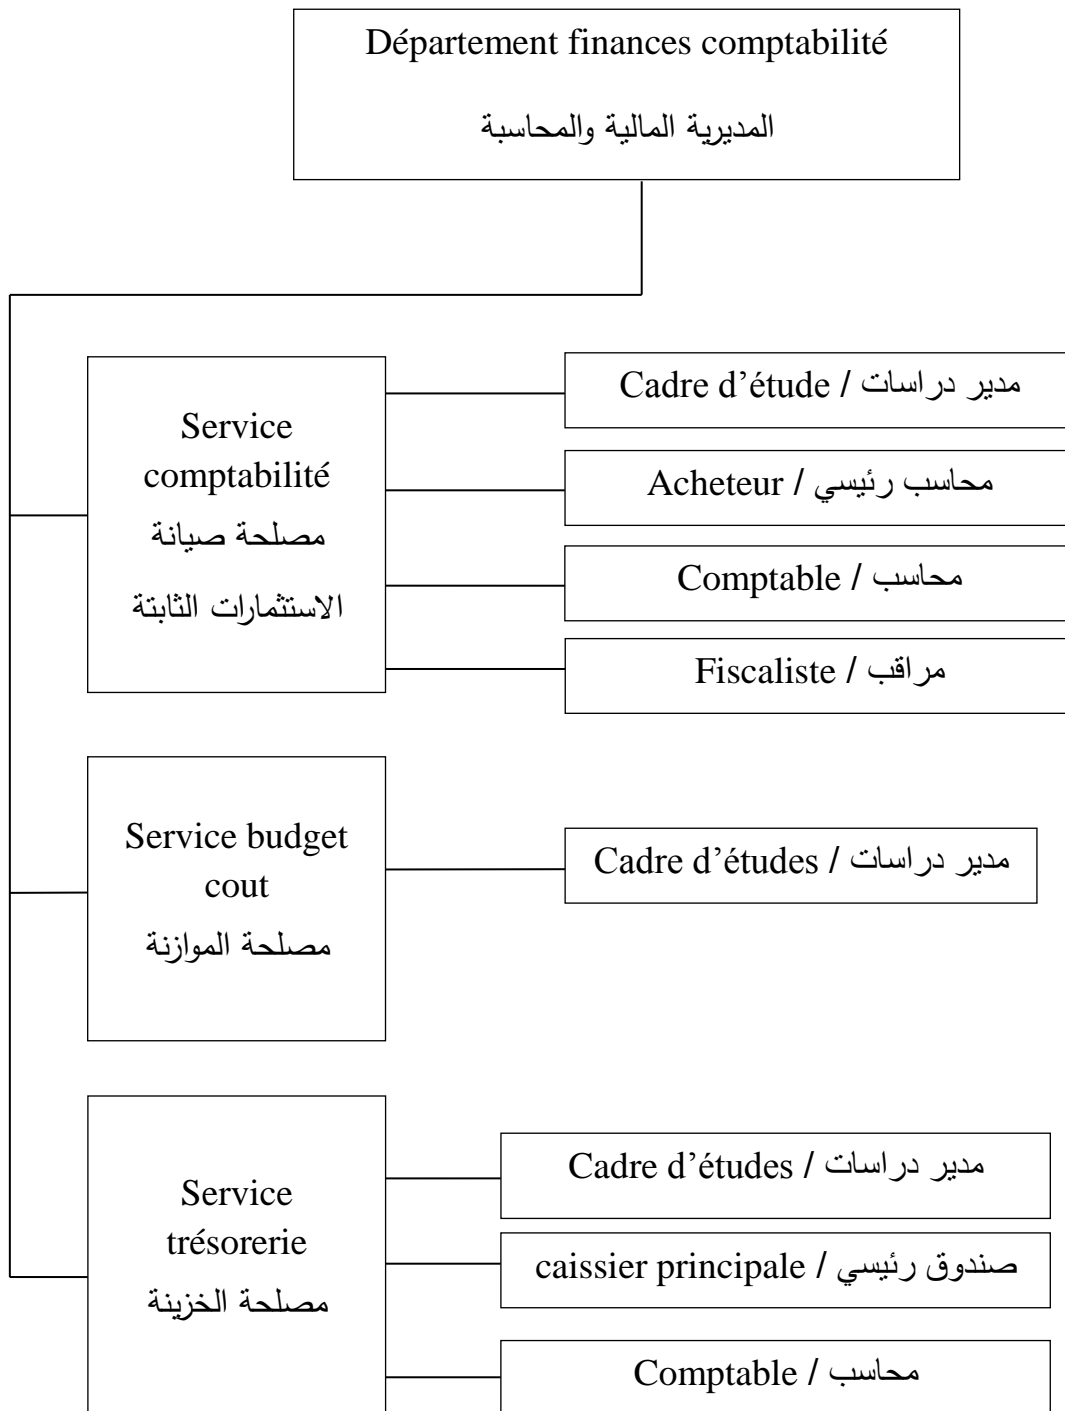 Département finances comptabilité
المديرية المالية والمحاسبة
Service
comptabilité
مصلحة صيانة
الاستثمارات الثابتة
Cadre d’étude / مدير دراسات
Acheteur / محاسب رئيسي
Comptable / محاسب
Fiscaliste / مراقب
Service budget
cout
مصلحة الموازنة
Cadre d’études / مدير دراسات
Service
trésorerie
مصلحة الخزينة
Cadre d’études / مدير دراسات
caissier principale / صندوق رئيسي
Comptable / محاسب